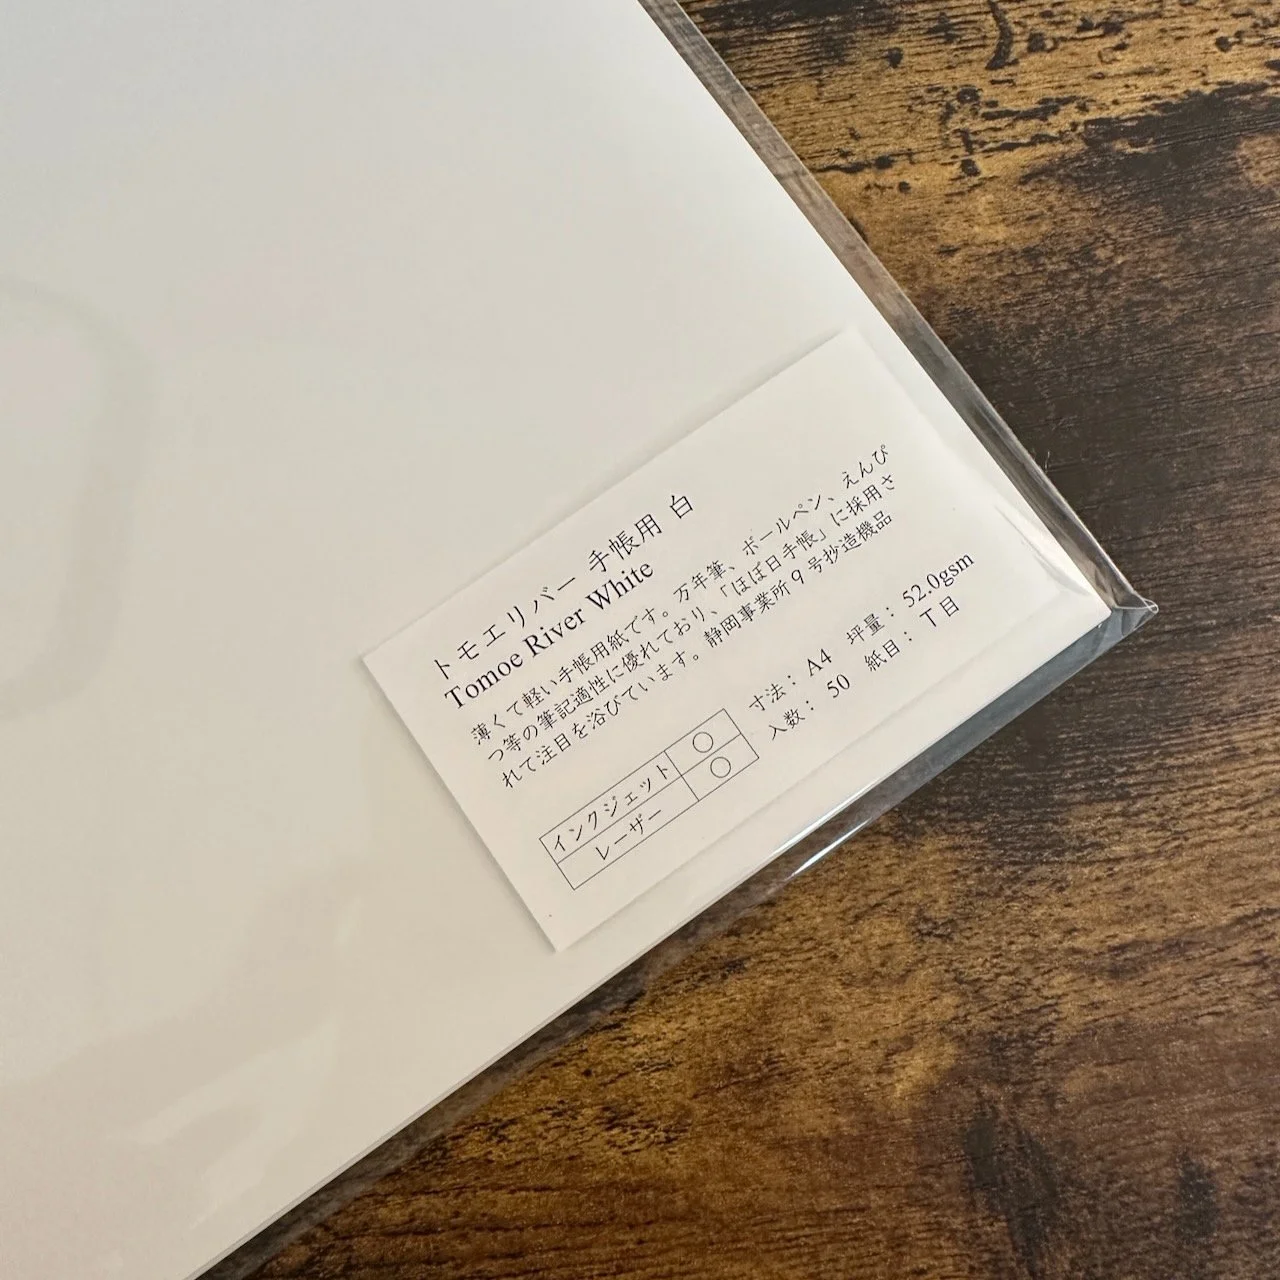 トモエリバー 手帳用 白
Tomoe River White
薄くて軽い手帳用紙です。万年筆、ボールペン、えんぴ
つ等の筆記適性に優れており、「ほぼ日手帳」に採用さ
れて注目を浴びています。静岡事業所９号抄造機品
インクジェット ○
レーザー ○
寸法： A4 坪量： 52.0gsm
入数： 50 紙目： T目